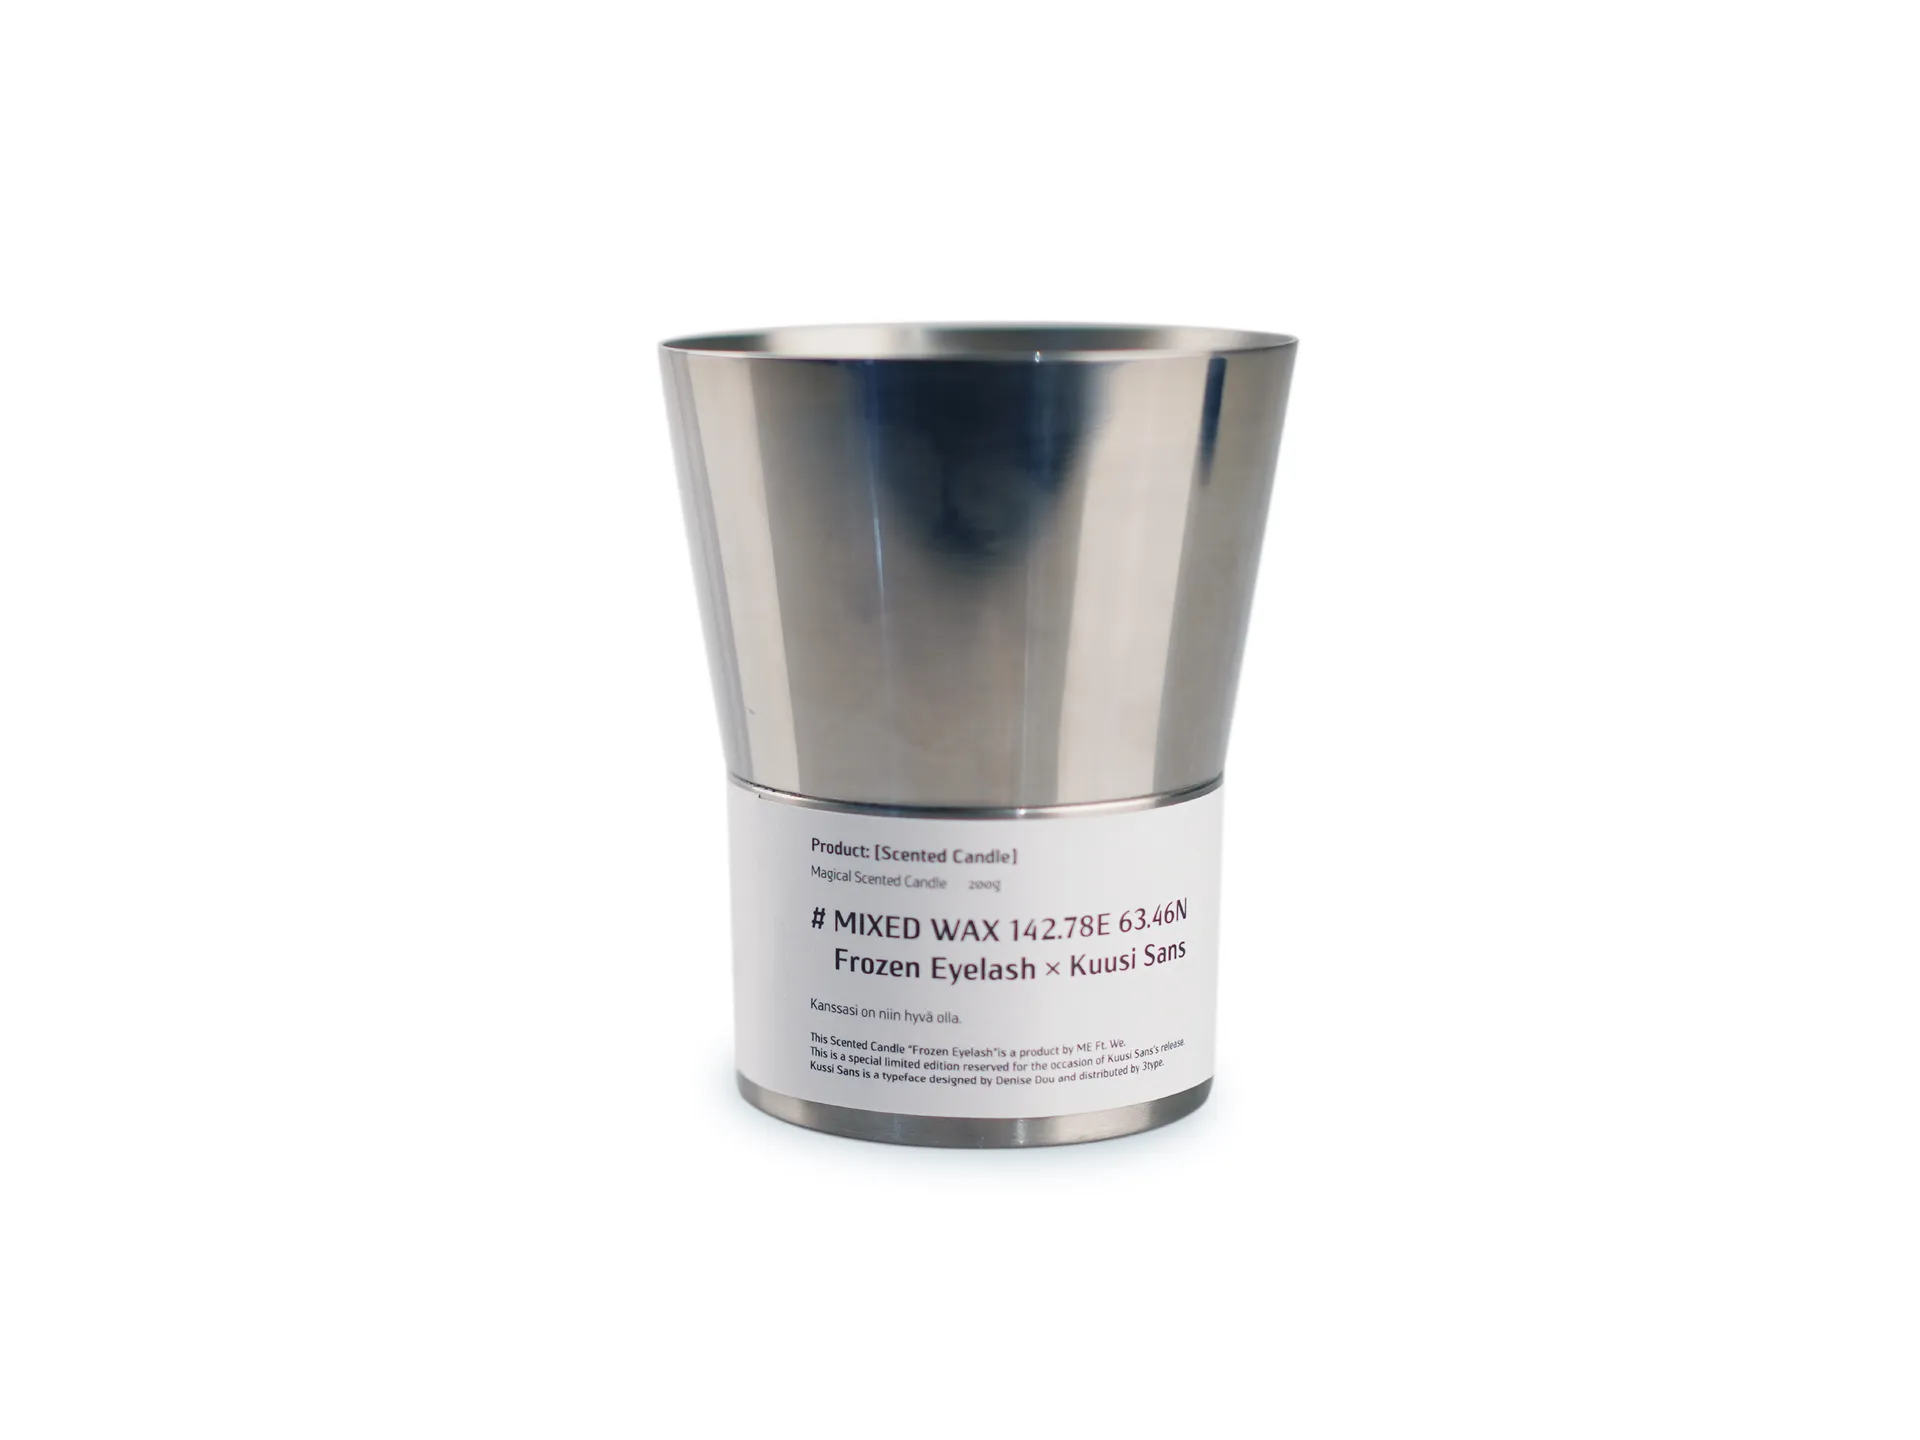 Product: [Scented Candle]
Magical Scented Candle 200g
# MIXED WAX 142.78E 63.46N
Frozen Eyelash × Kuusi Sans
Kanssasi on niin hyvä olla.
This Scented Candle "Frozen Eyelash"is a product by ME Ft. We.
This is a special limited edition reserved for the occasion of Kuusi Sans's release.
Kussi Sans is a typeface designed by Denise Dou and distributed by 3type.